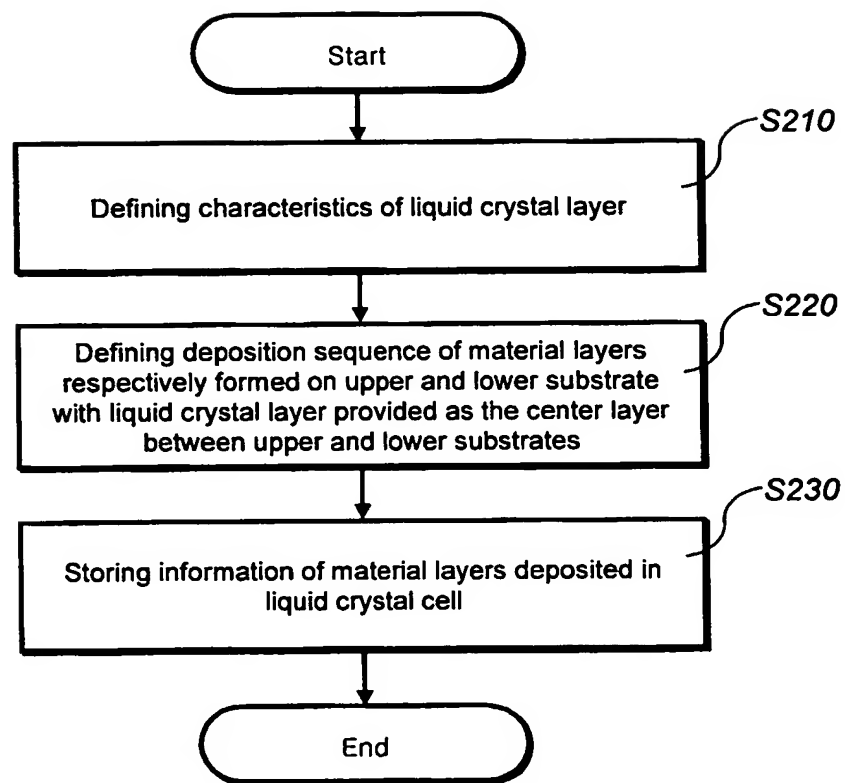 Start
S210
Defining characteristics of liquid crystal layer
S220
Defining deposition sequence of material layers
respectively formed on upper and lower substrate
with liquid crystal layer provided as the center layer
between upper and lower substrates
S230
Storing information of material layers deposited in
liquid crystal cell
End